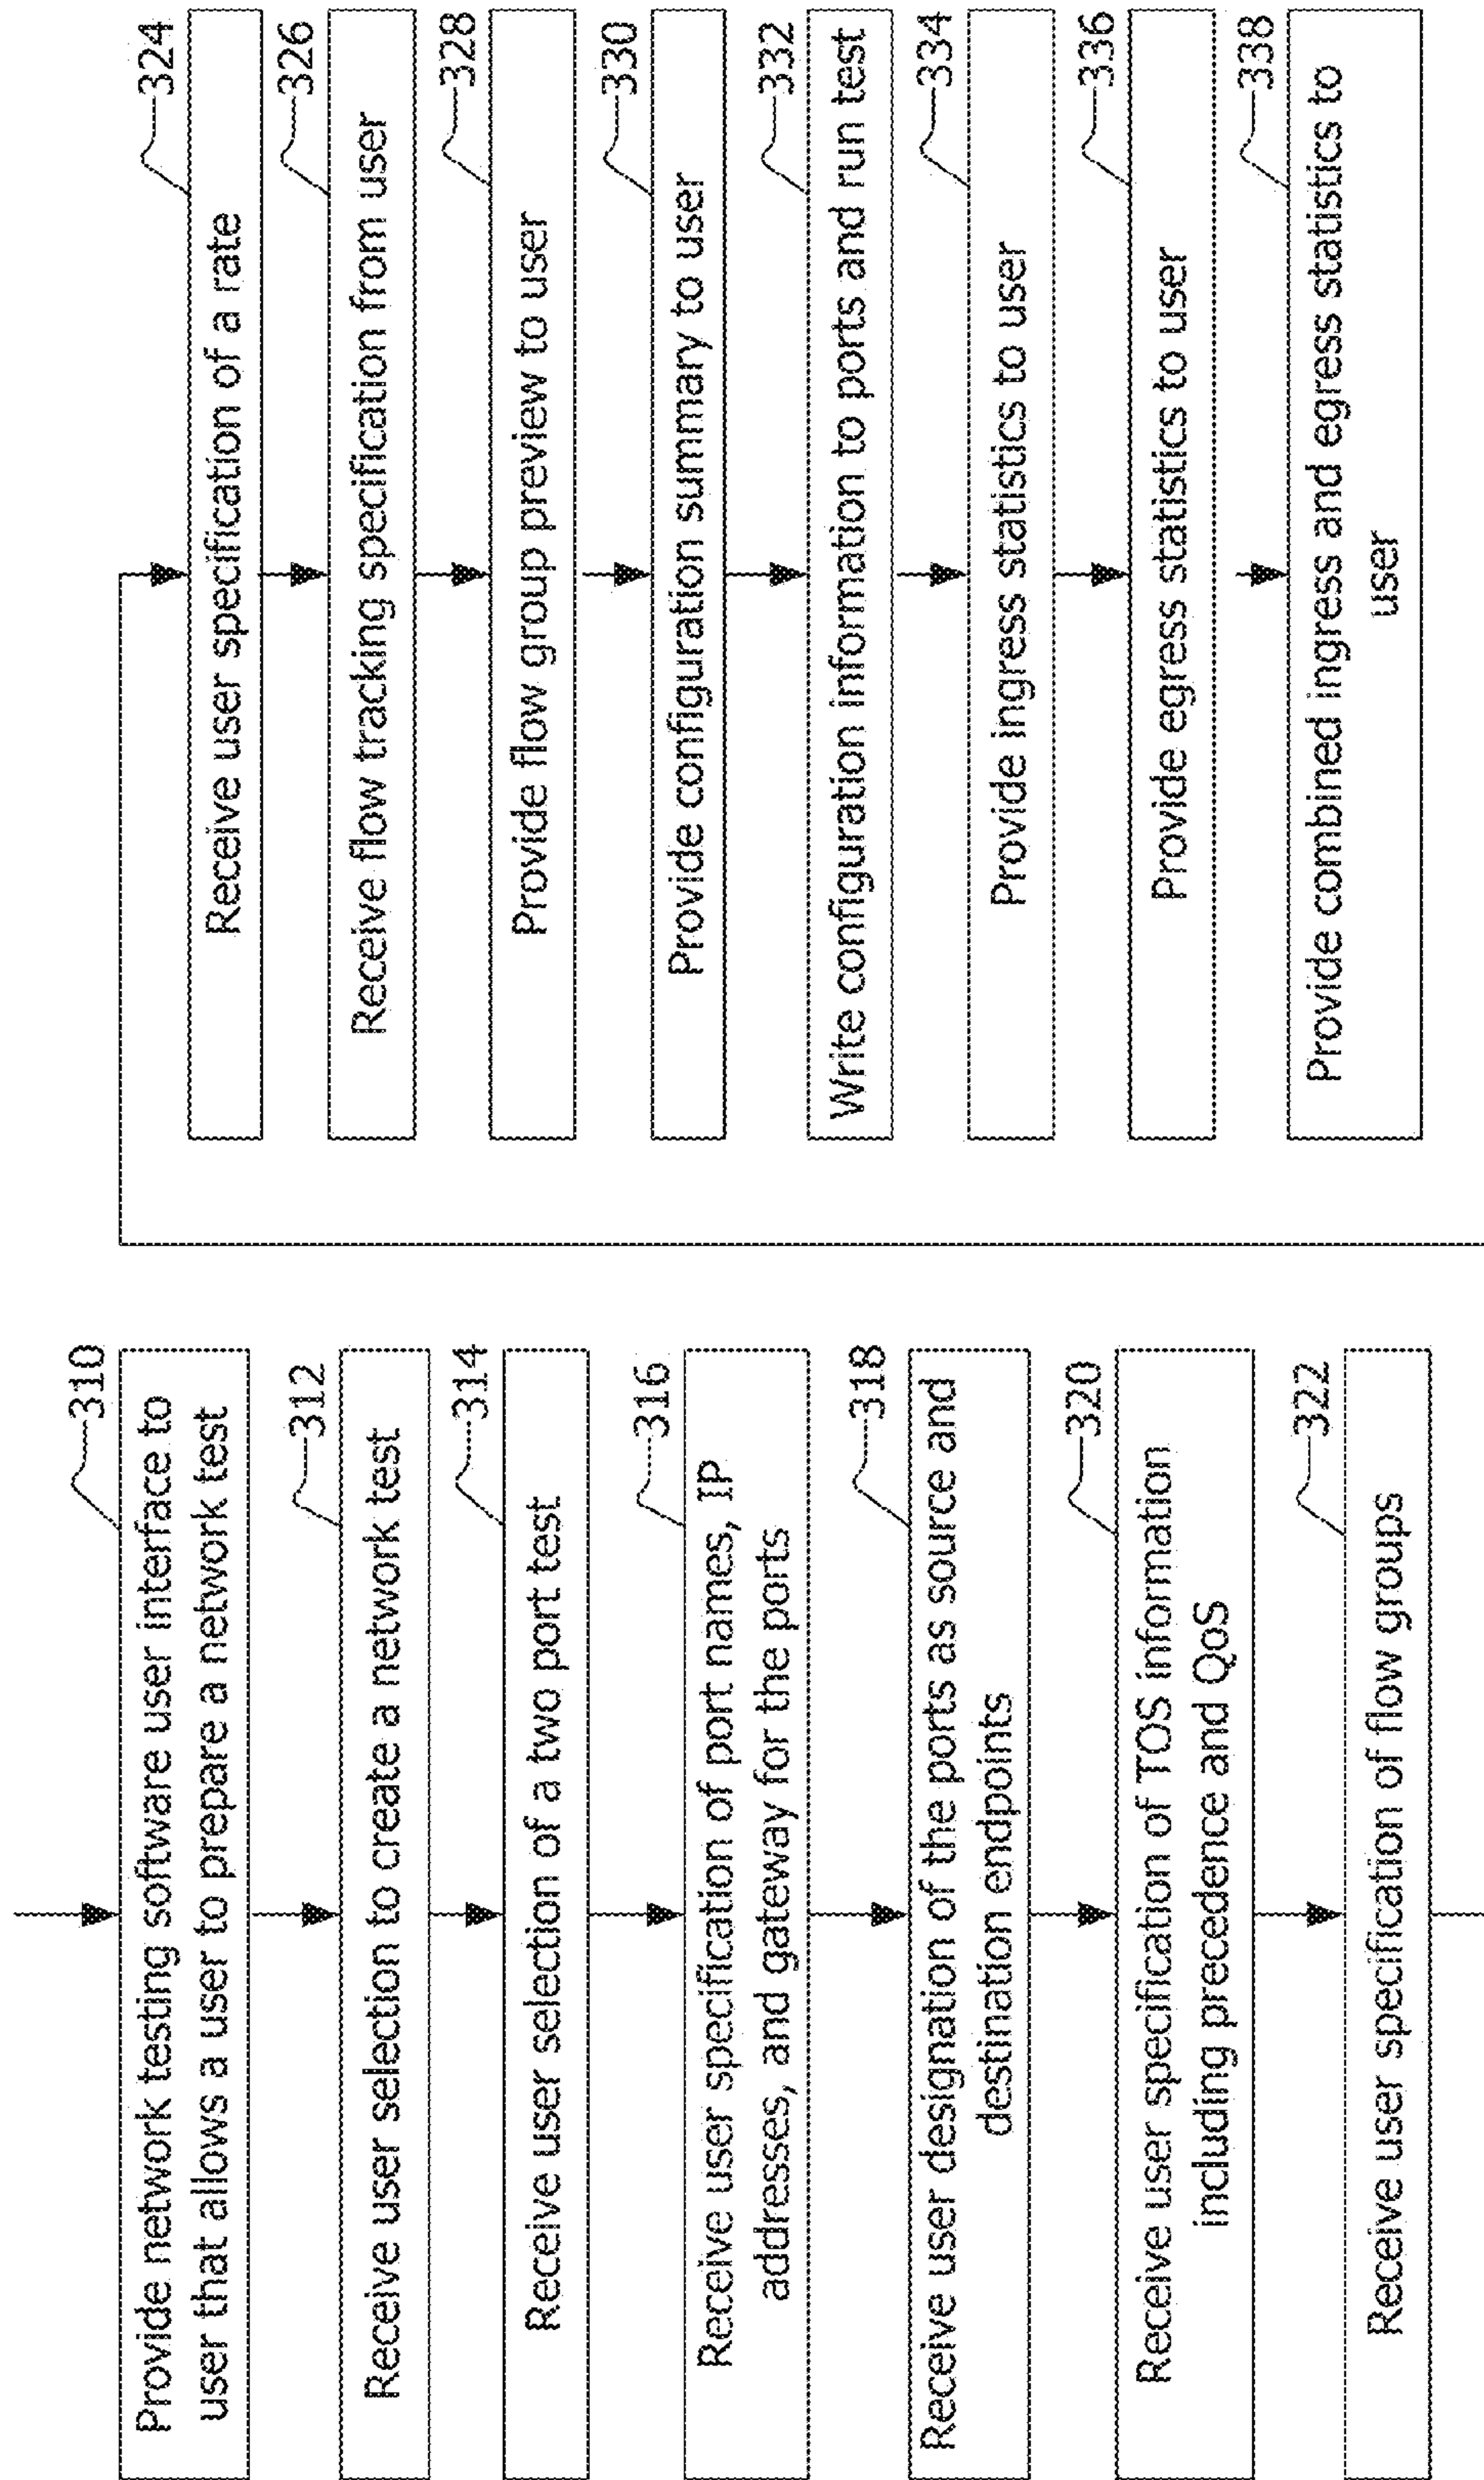 310
Provide network testing software user interface to
user that allows a user to prepare a network test
312
Receive user selection to create a network test
314
Receive user selection of a two port test
316
Receive user specification of port names, IP
addresses, and gateway for the ports
318
Receive user designation of the ports as source and
destination endpoints
320
Receive user specification of TOS information
including precedence and QoS
322
Receive user specification of flow groups
324
Receive user specification of a rate
326
Receive flow tracking specification from user
328
Provide flow group preview to user
330
Provide configuration summary to user
332
Write configuration information to ports and run test
334
Provide ingress statistics to user
336
Provide egress statistics to user
338
Provide combined ingress and egress statistics to
user